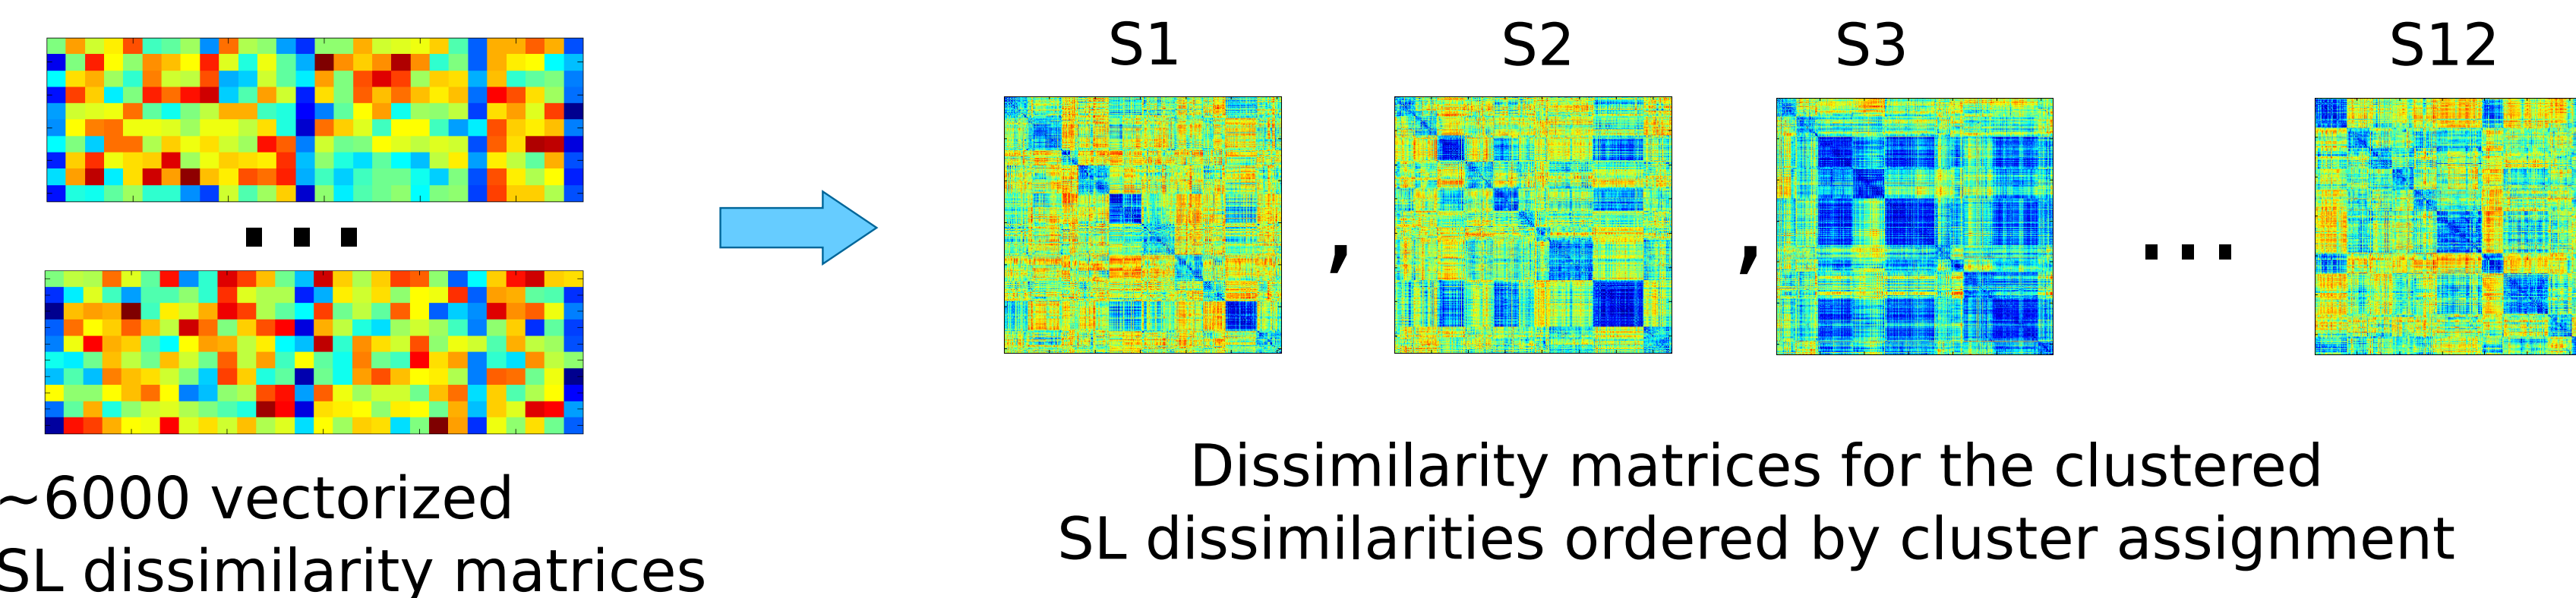 S1 S2 S3 S12
, , ...
...
~6000 vectorized
SL dissimilarity matrices
Dissimilarity matrices for the clustered
SL dissimilarities ordered by cluster assignment